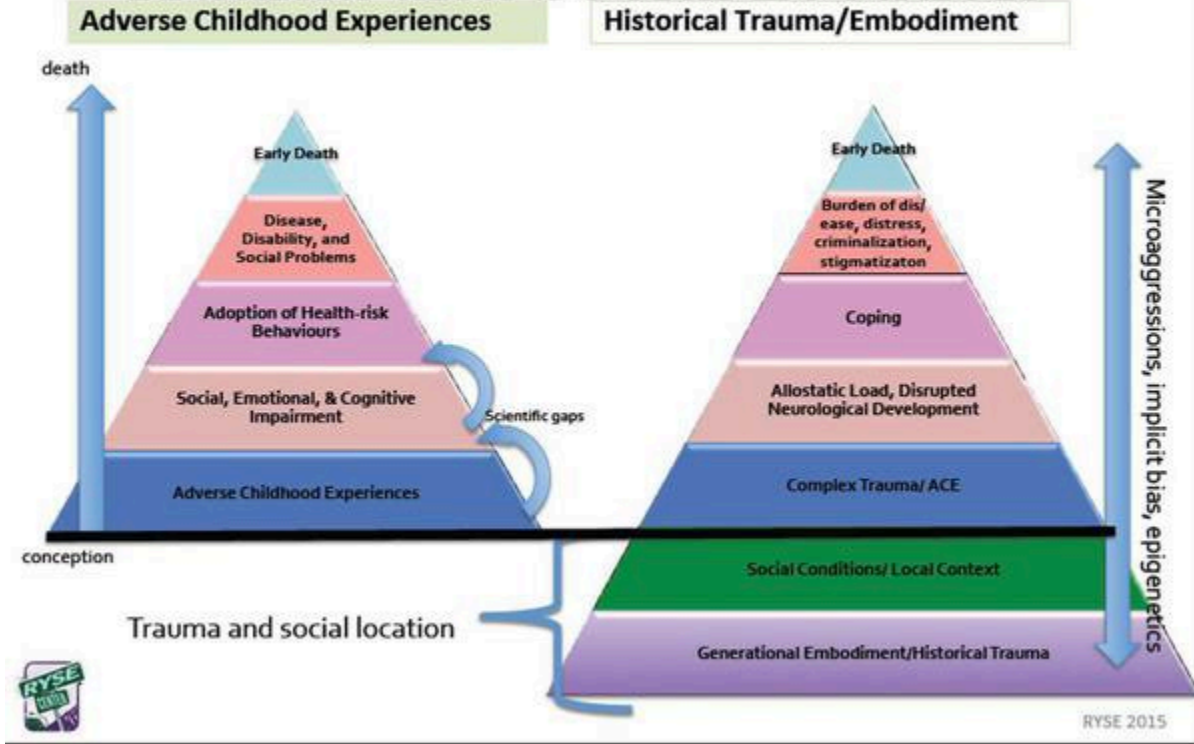 Adverse Childhood Experiences
Historical Trauma/Embodiment
death
Early Death
Disease,
Disability, and
Social Problems
Adoption of Health-risk
Behaviours
Social, Emotional, & Cognitive
Impairment
Scientific gaps
Adverse Childhood Experiences
conception
Trauma and social location
Early Death
Burden of dis/
ease, distress,
criminalization,
stigmatizaton
Coping
Allostatic Load, Disrupted
Neurological Development
Complex Trauma/ ACE
Social Conditions/ Local Context
Generational Embodiment/Historical Trauma
Microaggressions, implicit bias, epigenetics
RYSE
CENTER
RYSE 2015